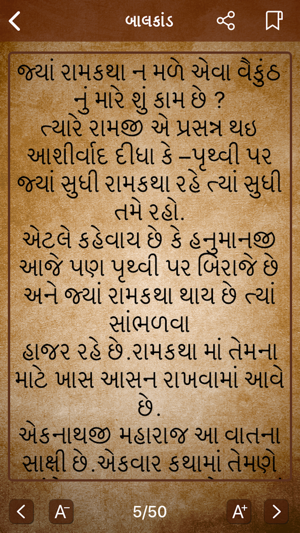 બાલકાંડ
જ્યાં રામકથા ન મળે એવા વૈકુંઠ
નું મારે શું કામ છે ?
ત્યારે રામજી એ પ્રસન્ન થઇ
આશીર્વાદ દીધા કે –પૃથ્વી પર
જ્યાં સુધી રામકથા રહે ત્યાં સુધી
તમે રહો.
એટલે કહેવાય છે કે હનુમાનજી
આજે પણ પૃથ્વી પર બિરાજે છે
અને જ્યાં રામકથા થાય છે ત્યાં
સાંભળવા
હાજર રહે છે.રામકથા માં તેમના
માટે ખાસ આસન રાખવામાં આવે
છે.
એકનાથજી મહારાજ આ વાતના
સાક્ષી છે.એકવાર કથામાં તેમણે
A- 5/50 A+